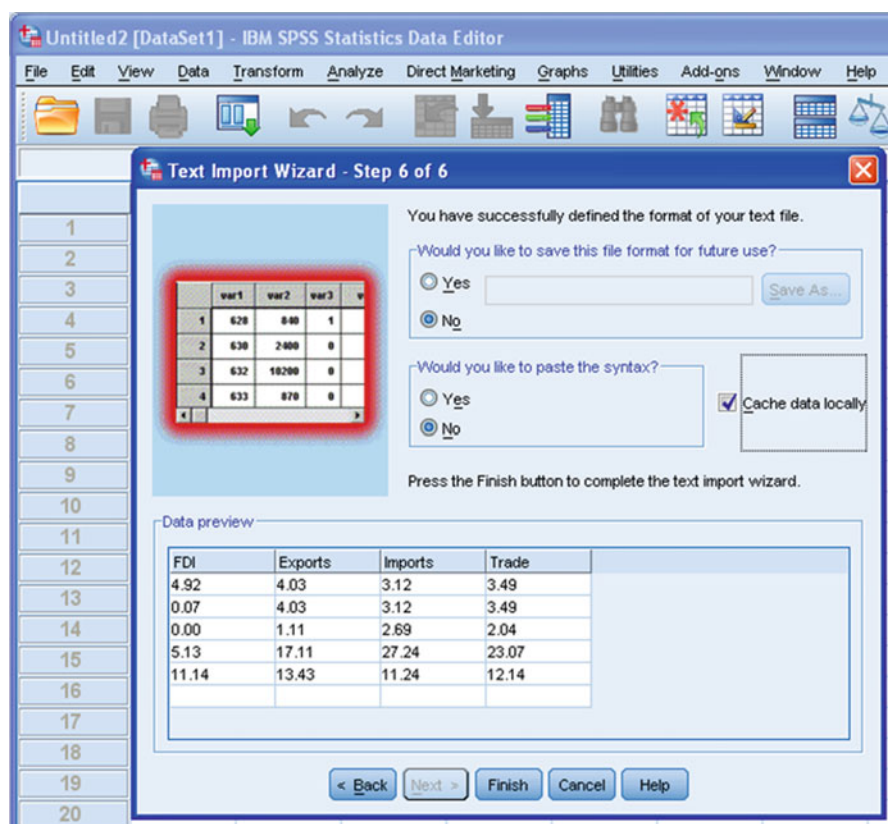 Untitled2 [DataSet1] - IBM SPSS Statistics Data Editor
File Edit View Data Transform Analyze Direct Marketing Graphs Utilities Add-ons Window Help
Text Import Wizard - Step 6 of 6
You have successfully defined the format of your text file.
Would you like to save this file format for future use?
Yes
Save As...
No
Would you like to paste the syntax?
Yes
No
Cache data locally
Press the Finish button to complete the text import wizard.
var1 var2 var3 v
1 628 840 1
2 630 2400 0
3 632 10200 0
4 633 870 0
Data preview
FDI Exports Imports Trade
4.92 4.03 3.12 3.49
0.07 4.03 3.12 3.49
0.00 1.11 2.69 2.04
5.13 17.11 27.24 23.07
11.14 13.43 11.24 12.14
< Back Next > Finish Cancel Help
1
2
3
4
5
6
7
8
9
10
11
12
13
14
15
16
17
18
19
20